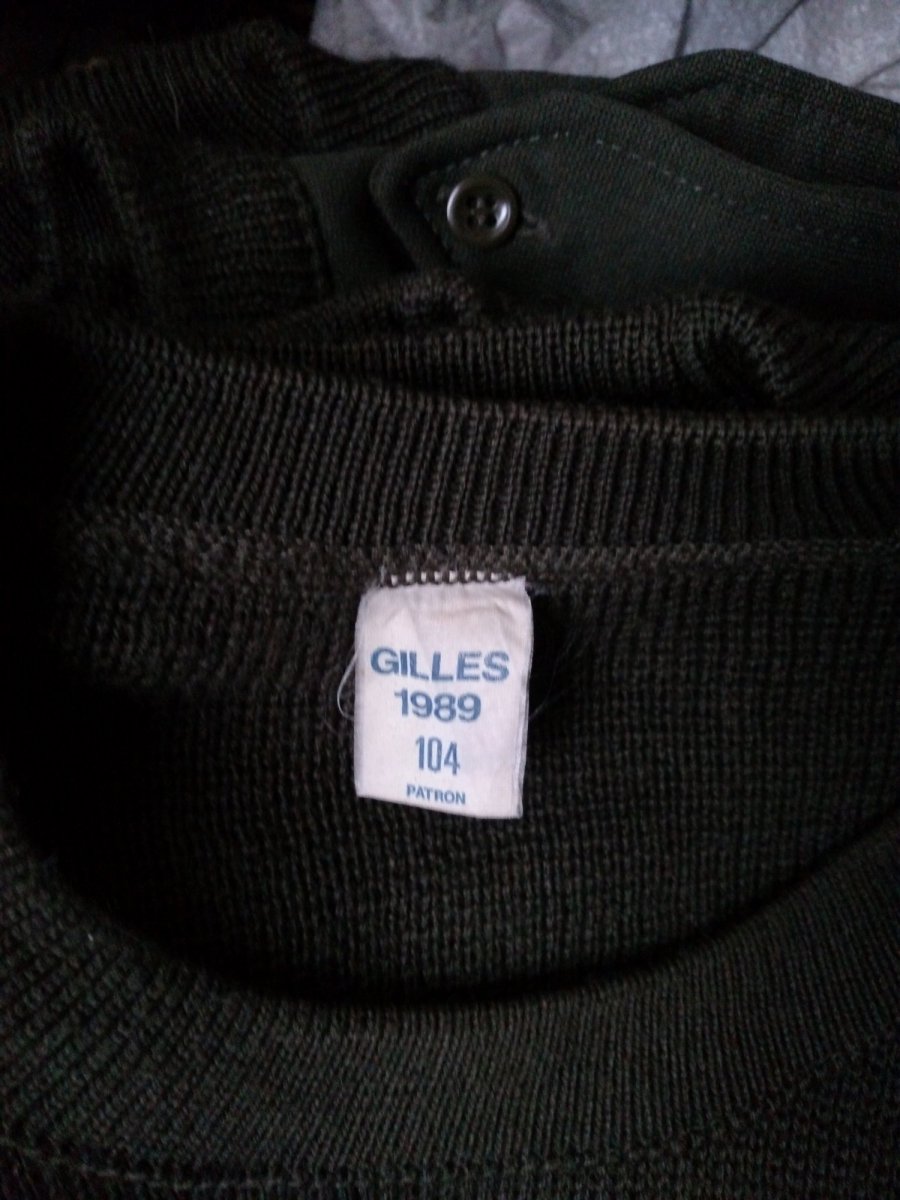 GILLES
1989
104
PATRON